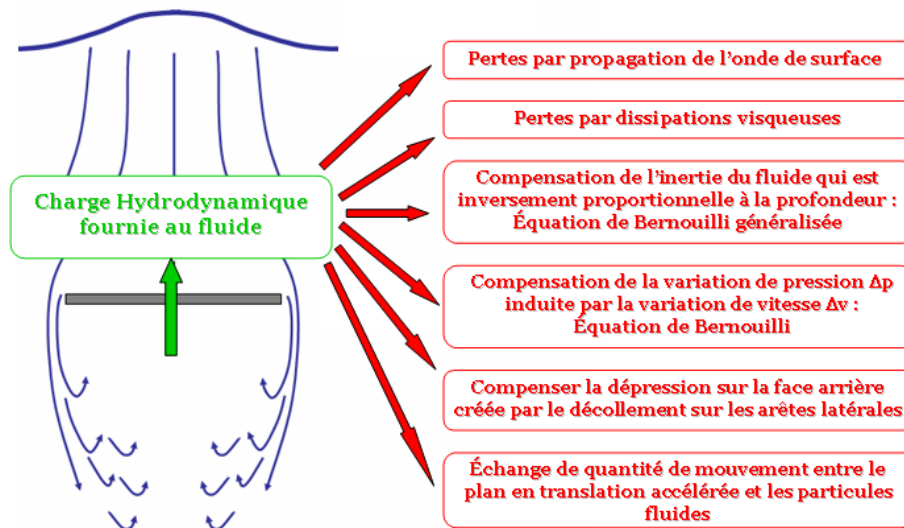 Charge Hydrodynamique
fournie au fluide
Pertes par propagation de l'onde de surface
Pertes par dissipations visqueuses
Compensation de l'inertie du fluide qui est
inversement proportionnelle à la profondeur :
Équation de Bernouilli généralisée
Compensation de la variation de pression Δp
induite par la variation de vitesse Δv :
Équation de Bernouilli
Compenser la dépression sur la face arrière
créée par le décollement sur les arêtes latérales
Échange de quantité de mouvement entre le
plan en translation accélérée et les particules
fluides